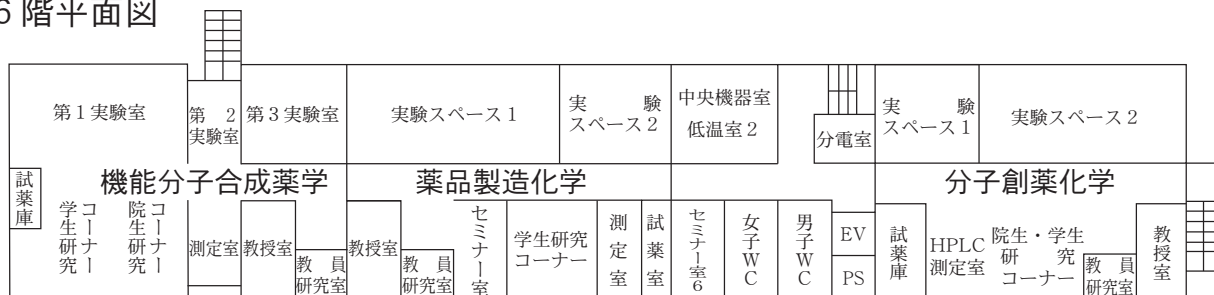 6階平面図
第1実験室
第 2
実験室
第3実験室
実験スペース1
実 験
スペース2
中央機器室
低温室2
分電室
実 験
スペース1
実験スペース2
試薬庫
機能分子合成薬学
薬品製造化学
分子創薬化学
学生研究
コーナー
院生研究
コーナー
測定室
教授室
教 員
研究室
教授室
教 員
研究室
セミナー室
学生研究
コーナー
測定室
試薬室
セミナー室6
女子WC
男子WC
EV
PS
試薬庫
HPLC
測定室
院生・学生
研 究
コーナー
教 員
研究室
教授室